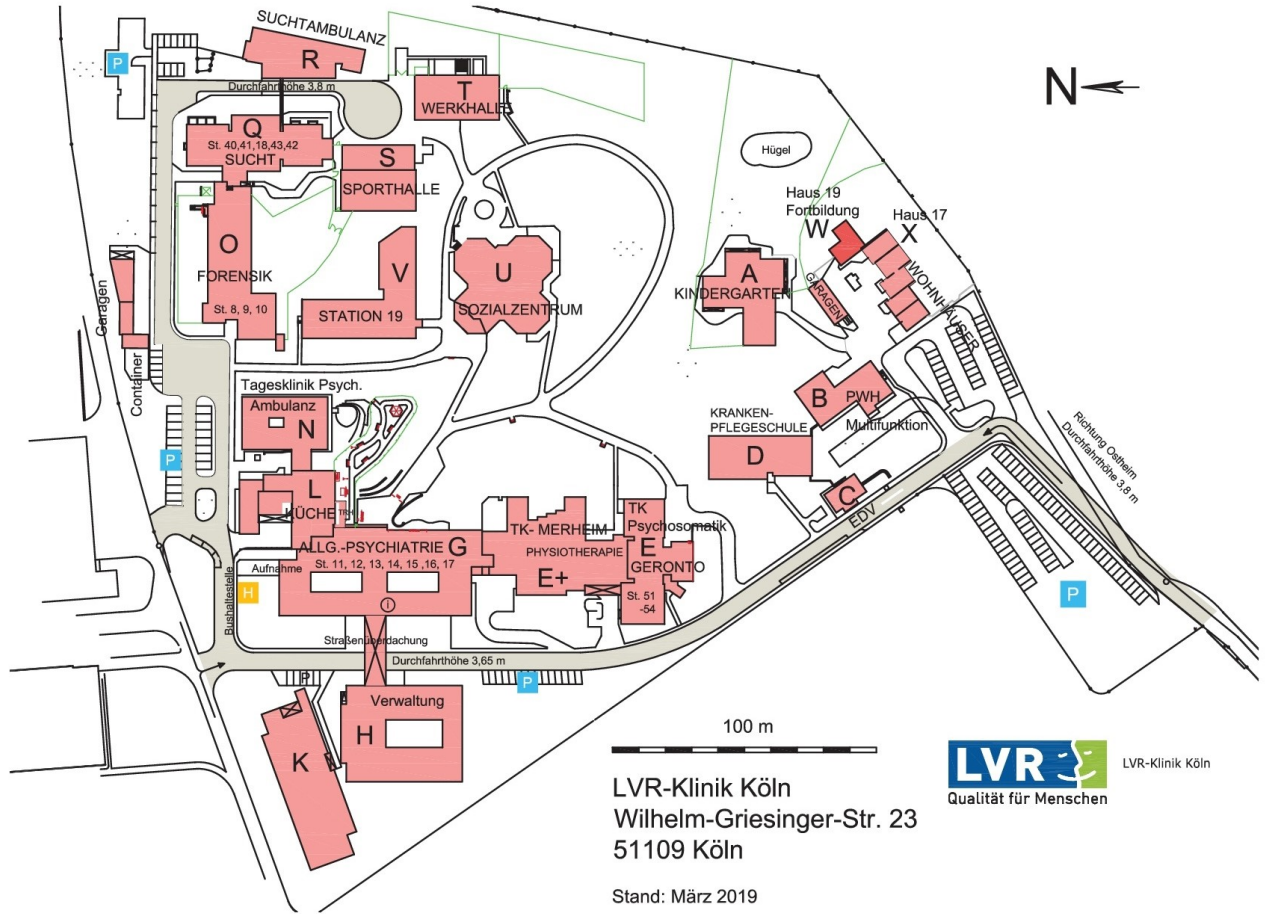 SUCHTAMBULANZ
R
P
Durchfahrthöhe 3.8 m
T
WERKHALLE
N
Q
St. 40,41,18,43,42
SUCHT
S
SPORTHALLE
Hügel
Haus 19
Fortbildung
W
Haus 17
X
O
FORENSIK
St. 8, 9, 10
V
STATION 19
U
SOZIALZENTRUM
A
KINDERGARTEN
GARAGEN
WOHNHÄUSER
Garagen
Container
Tagesklinik Psych.
Ambulanz
N
P
B
PWH
Multifunktion
KRANKEN-
PFLEGESCHULE
D
C
EDV
Richtung Ostheim
Durchfahrthöhe 3,8 m
L
KÜCHE
ALLG.-PSYCHIATRIE G
St. 11, 12, 13, 14, 15 ,16, 17
Aufnahme
i
TK- MERHEIM
PHYSIOTHERAPIE
E+
TK
Psychosomatik
E
GERONTO
St. 51
-54
H
Bushaltestelle
P
Straßenüberdachung
Durchfahrthöhe 3,65 m
P
P
Verwaltung
H
K
100 m
LVR-Klinik Köln
Wilhelm-Griesinger-Str. 23
51109 Köln
Stand: März 2019
LVR
Qualität für Menschen
LVR-Klinik Köln